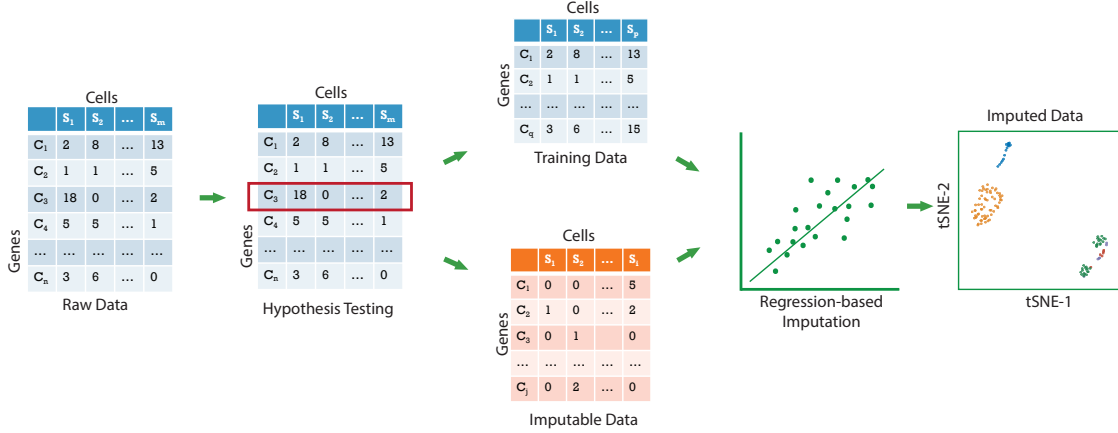 Cells
S1 S2 ... Sm
C1 2 8 ... 13
C2 1 1 ... 5
C3 18 0 ... 2
C4 5 5 ... 1
... ... ... ... ...
Cn 3 6 ... 0
Genes
Raw Data
Cells
S1 S2 ... Sm
C1 2 8 ... 13
C2 1 1 ... 5
C3 18 0 ... 2
C4 5 5 ... 1
... ... ... ... ...
Cn 3 6 ... 0
Genes
Hypothesis Testing
Cells
S1 S2 ... Sp
C1 2 8 ... 13
C2 1 1 ... 5
... ... ... ... ...
Cq 3 6 ... 15
Genes
Training Data
Cells
S1 S2 ... Si
C1 0 0 ... 5
C2 1 0 ... 2
C3 0 1 0
... ... ... ... ...
Cj 0 2 ... 0
Genes
Imputable Data
Regression-based
Imputation
Imputed Data
tSNE-2
tSNE-1